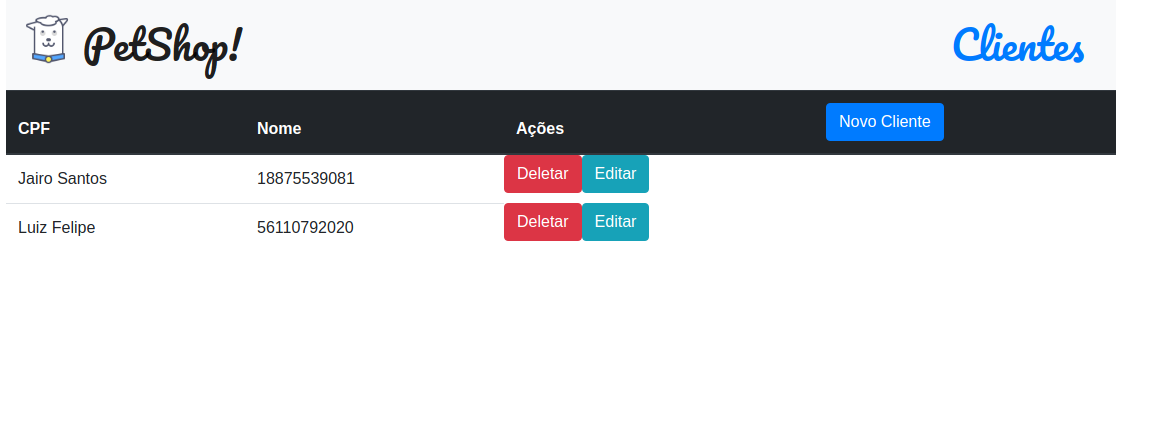 PetShop! Clientes
CPF Nome Ações Novo Cliente
Jairo Santos 18875539081 Deletar Editar
Luiz Felipe 56110792020 Deletar Editar